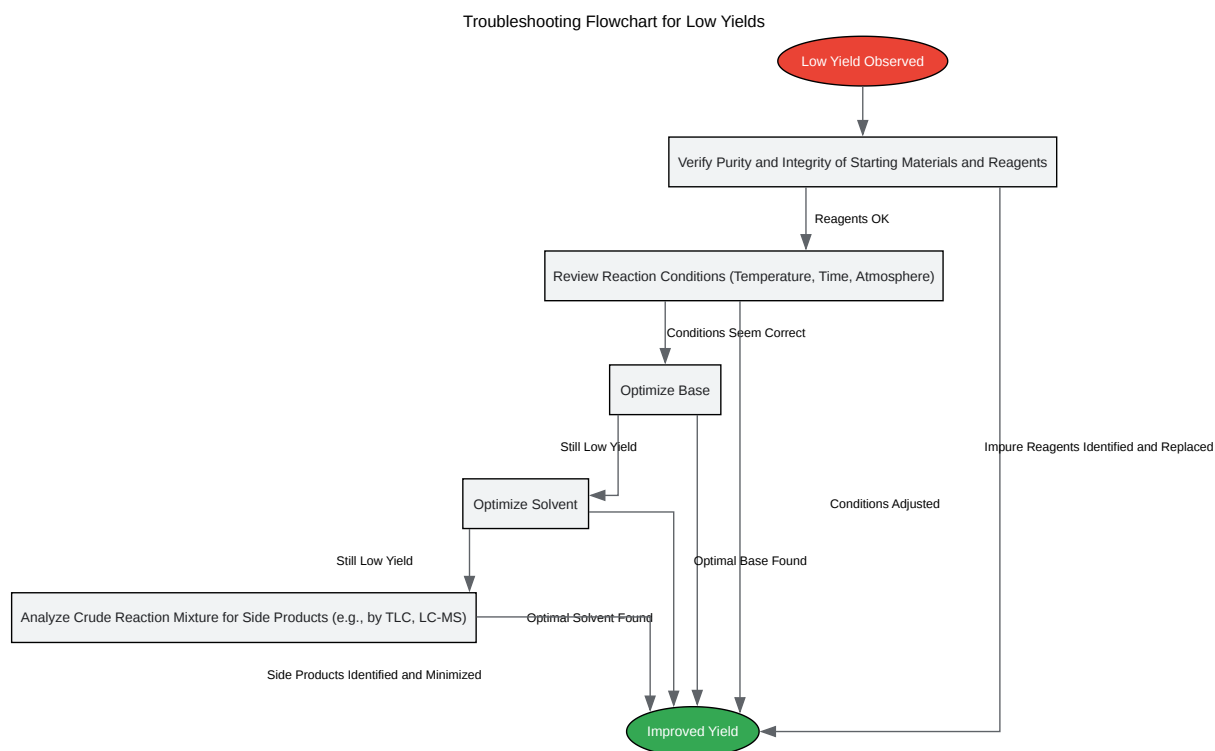 Troubleshooting Flowchart for Low Yields
Low Yield Observed
Verify Purity and Integrity of Starting Materials and Reagents
Reagents OK
Review Reaction Conditions (Temperature, Time, Atmosphere)
Conditions Seem Correct
Optimize Base
Still Low Yield
Impure Reagents Identified and Replaced
Optimize Solvent
Conditions Adjusted
Still Low Yield
Optimal Base Found
Analyze Crude Reaction Mixture for Side Products (e.g., by TLC, LC-MS)
Optimal Solvent Found
Side Products Identified and Minimized
Improved Yield